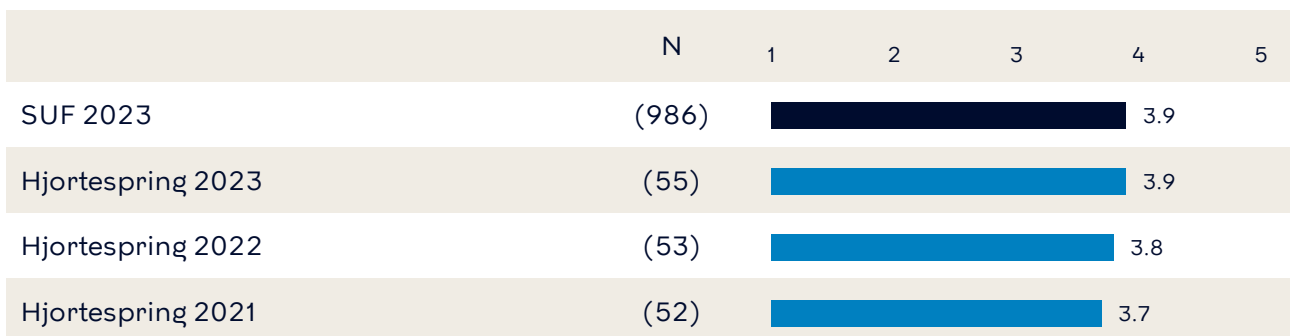 N 1 2 3 4 5
SUF 2023 (986) 3.9
Hjortespring 2023 (55) 3.9
Hjortespring 2022 (53) 3.8
Hjortespring 2021 (52) 3.7